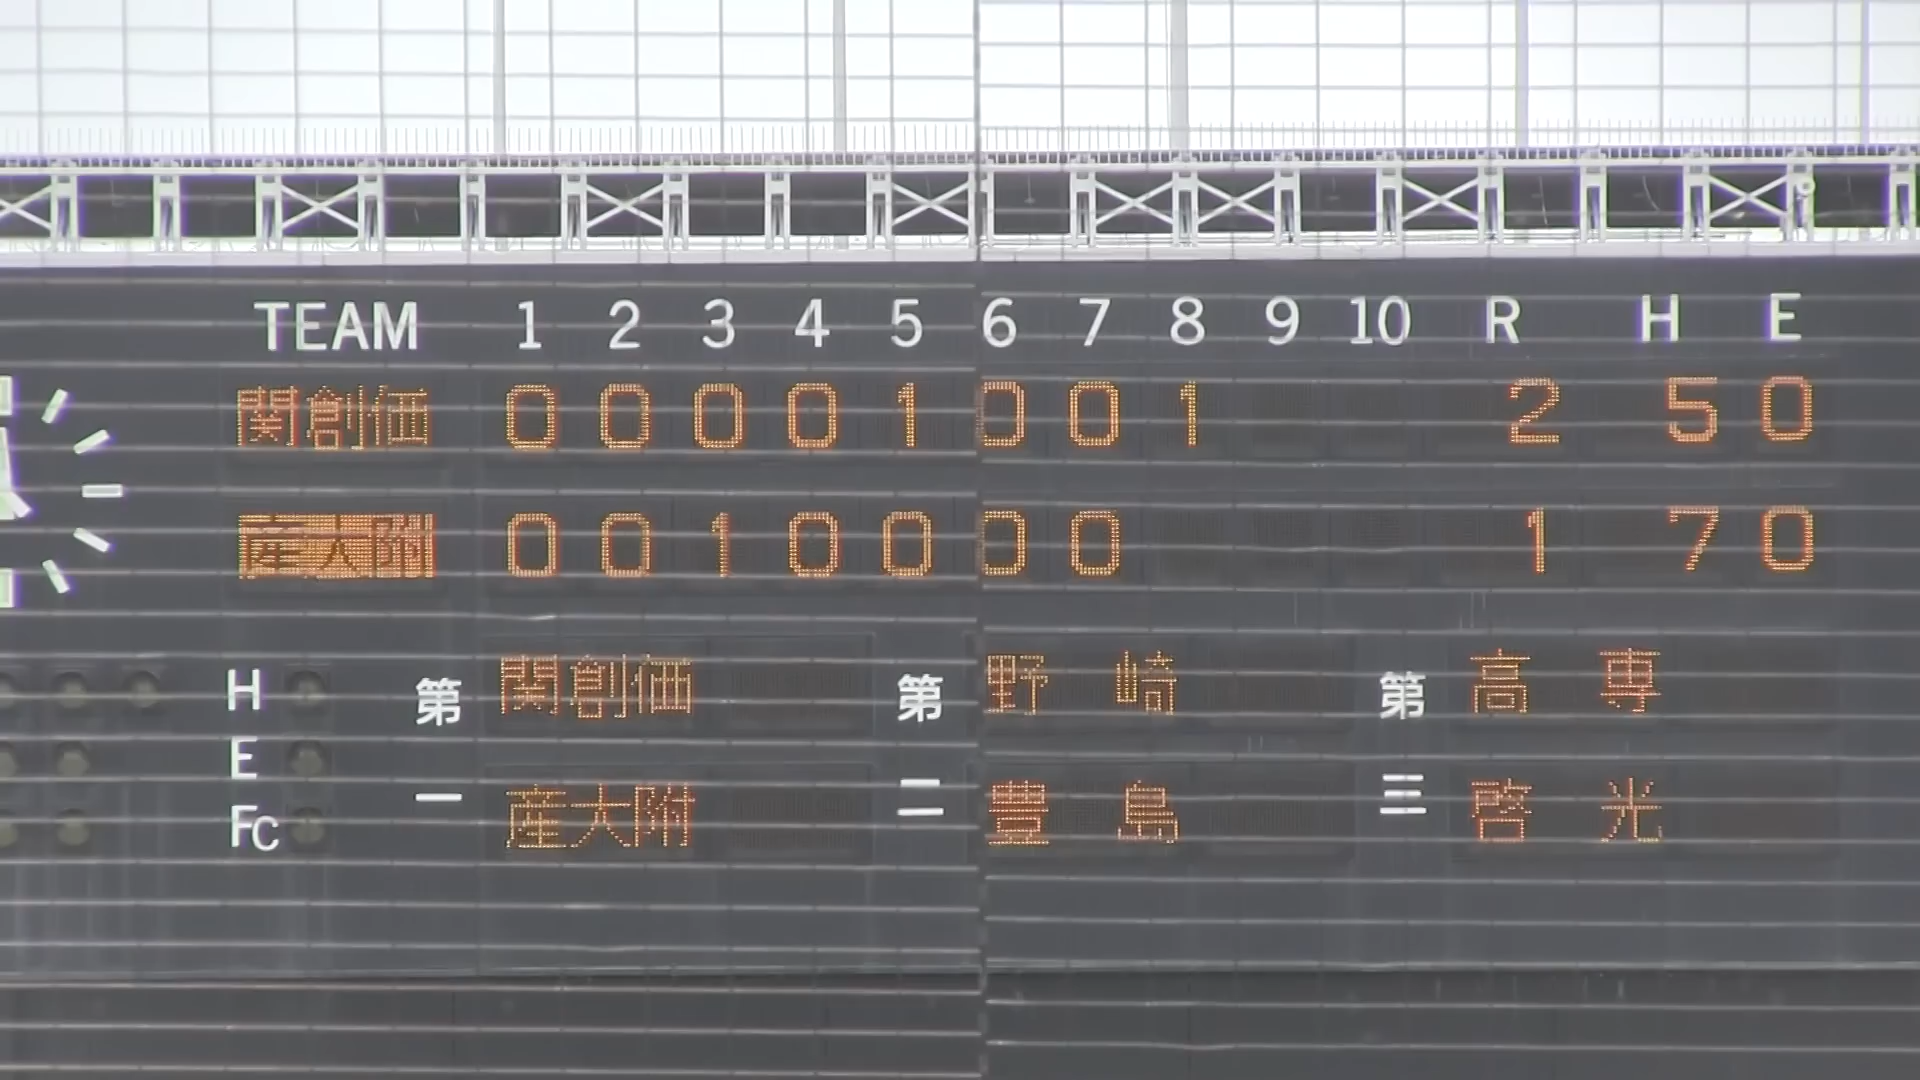 TEAM 1 2 3 4 5 6 7 8 9 10 R H E
関創価 0 0 0 0 1 0 0 1 2 5 0
産大附 0 0 1 0 0 0 0 1 7 0
H 第一 関創価 第二 野崎 第三 高専
E
FC 産大附 豊島 啓光